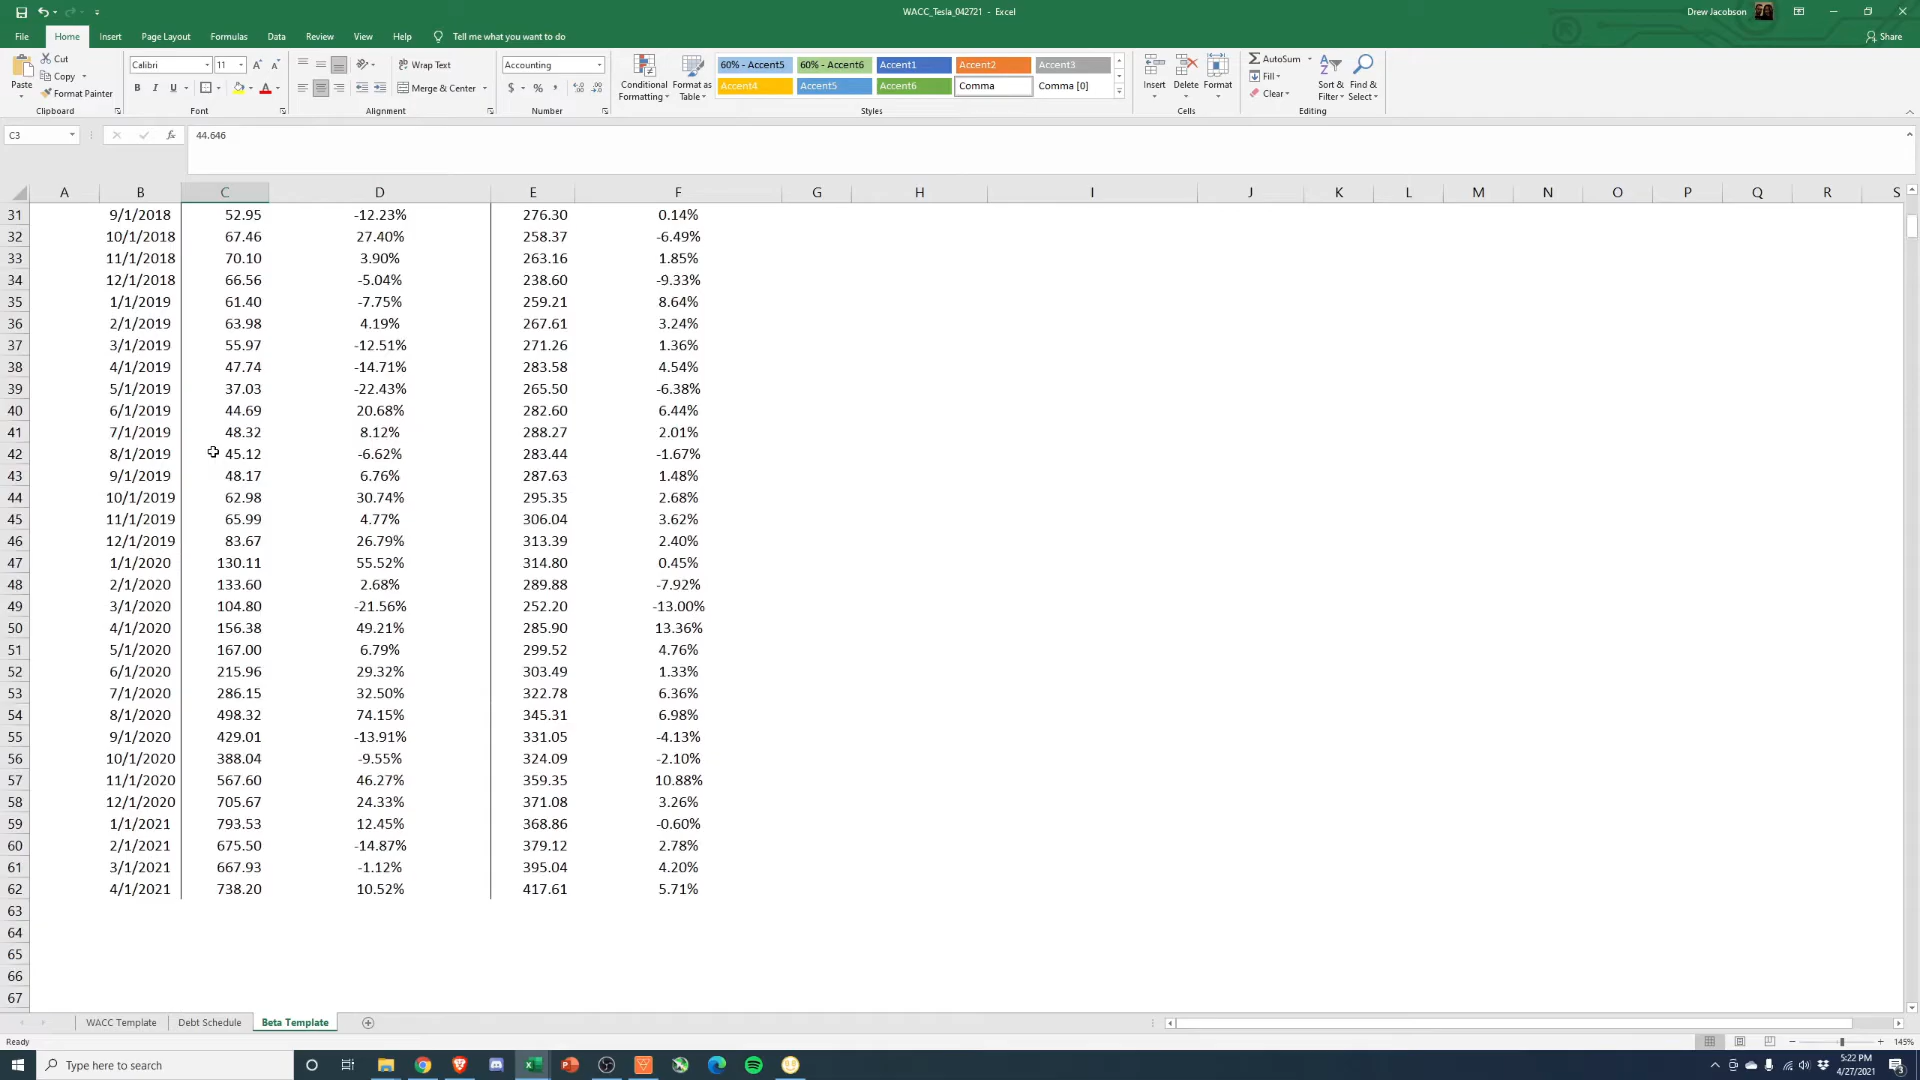 WACC_Tesla_042721 - Excel
Drew Jacobson
File Home Insert Page Layout Formulas Data Review View Help Tell me what you want to do
Share
Paste
Cut
Copy
Format Painter
Clipboard
Calibri 11
B I U
Font
Wrap Text
Merge & Center
Alignment
Accounting
$ % ,
Number
Conditional Formatting
Format as Table
60% - Accent5 60% - Accent6 Accent1 Accent2 Accent3
Accent4 Accent5 Accent6 Comma Comma [0]
Styles
Insert Delete Format
Cells
AutoSum
Fill
Clear
Sort & Filter
Find & Select
Editing
C3 fx 44.646
A B C D E F G H I J K L M N O P Q R S
31 9/1/2018 52.95 -12.23% 276.30 0.14%
32 10/1/2018 67.46 27.40% 258.37 -6.49%
33 11/1/2018 70.10 3.90% 263.16 1.85%
34 12/1/2018 66.56 -5.04% 238.60 -9.33%
35 1/1/2019 61.40 -7.75% 259.21 8.64%
36 2/1/2019 63.98 4.19% 267.61 3.24%
37 3/1/2019 55.97 -12.51% 271.26 1.36%
38 4/1/2019 47.74 -14.71% 283.58 4.54%
39 5/1/2019 37.03 -22.43% 265.50 -6.38%
40 6/1/2019 44.69 20.68% 282.60 6.44%
41 7/1/2019 48.32 8.12% 288.27 2.01%
42 8/1/2019 45.12 -6.62% 283.44 -1.67%
43 9/1/2019 48.17 6.76% 287.63 1.48%
44 10/1/2019 62.98 30.74% 295.35 2.68%
45 11/1/2019 65.99 4.77% 306.04 3.62%
46 12/1/2019 83.67 26.79% 313.39 2.40%
47 1/1/2020 130.11 55.52% 314.80 0.45%
48 2/1/2020 133.60 2.68% 289.88 -7.92%
49 3/1/2020 104.80 -21.56% 252.20 -13.00%
50 4/1/2020 156.38 49.21% 285.90 13.36%
51 5/1/2020 167.00 6.79% 299.52 4.76%
52 6/1/2020 215.96 29.32% 303.49 1.33%
53 7/1/2020 286.15 32.50% 322.78 6.36%
54 8/1/2020 498.32 74.15% 345.31 6.98%
55 9/1/2020 429.01 -13.91% 331.05 -4.13%
56 10/1/2020 388.04 -9.55% 324.09 -2.10%
57 11/1/2020 567.60 46.27% 359.35 10.88%
58 12/1/2020 705.67 24.33% 371.08 3.26%
59 1/1/2021 793.53 12.45% 368.86 -0.60%
60 2/1/2021 675.50 -14.87% 379.12 2.78%
61 3/1/2021 667.93 -1.12% 395.04 4.20%
62 4/1/2021 738.20 10.52% 417.61 5.71%
63
64
65
66
67
WACC Template Debt Schedule Beta Template
Ready
145%
Type here to search
5:22 PM
4/27/2021